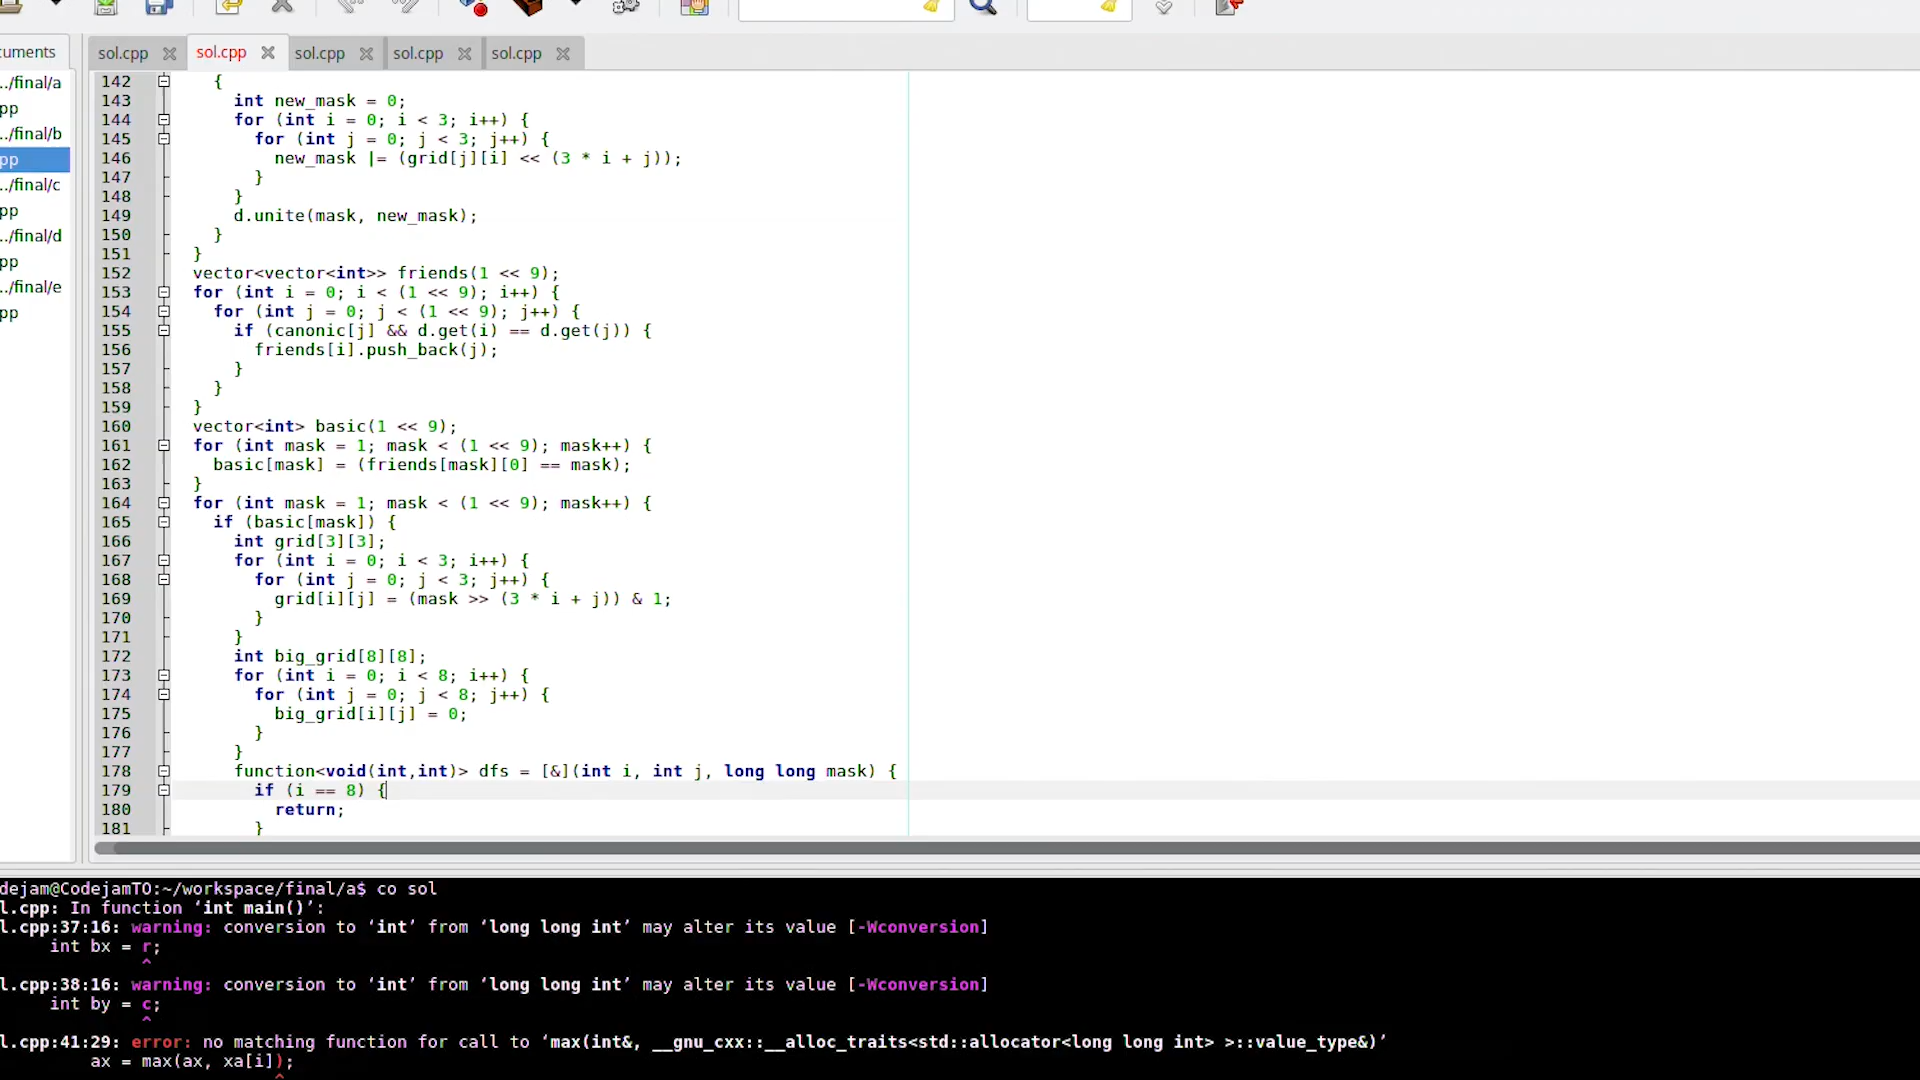 sol.cpp sol.cpp sol.cpp sol.cpp sol.cpp
cuments
../final/a
pp
../final/b
pp
../final/c
pp
../final/d
pp
../final/e
pp
142 {
143 int new_mask = 0;
144 for (int i = 0; i < 3; i++) {
145 for (int j = 0; j < 3; j++) {
146 new_mask |= (grid[j][i] << (3 * i + j));
147 }
148 }
149 d.unite(mask, new_mask);
150 }
151 }
152 vector<vector<int>> friends(1 << 9);
153 for (int i = 0; i < (1 << 9); i++) {
154 for (int j = 0; j < (1 << 9); j++) {
155 if (canonic[j] && d.get(i) == d.get(j)) {
156 friends[i].push_back(j);
157 }
158 }
159 }
160 vector<int> basic(1 << 9);
161 for (int mask = 1; mask < (1 << 9); mask++) {
162 basic[mask] = (friends[mask][0] == mask);
163 }
164 for (int mask = 1; mask < (1 << 9); mask++) {
165 if (basic[mask]) {
166 int grid[3][3];
167 for (int i = 0; i < 3; i++) {
168 for (int j = 0; j < 3; j++) {
169 grid[i][j] = (mask >> (3 * i + j)) & 1;
170 }
171 }
172 int big_grid[8][8];
173 for (int i = 0; i < 8; i++) {
174 for (int j = 0; j < 8; j++) {
175 big_grid[i][j] = 0;
176 }
177 }
178 function<void(int,int)> dfs = [&](int i, int j, long long mask) {
179 if (i == 8) {
180 return;
181 }
dejam@CodejamTO:~/workspace/final/a$ co sol
l.cpp: In function ‘int main()’:
l.cpp:37:16: warning: conversion to ‘int’ from ‘long long int’ may alter its value [-Wconversion]
int bx = r;
^
l.cpp:38:16: warning: conversion to ‘int’ from ‘long long int’ may alter its value [-Wconversion]
int by = c;
^
l.cpp:41:29: error: no matching function for call to ‘max(int&, __gnu_cxx::__alloc_traits<std::allocator<long long int> >::value_type&)’
ax = max(ax, xa[i]);
^